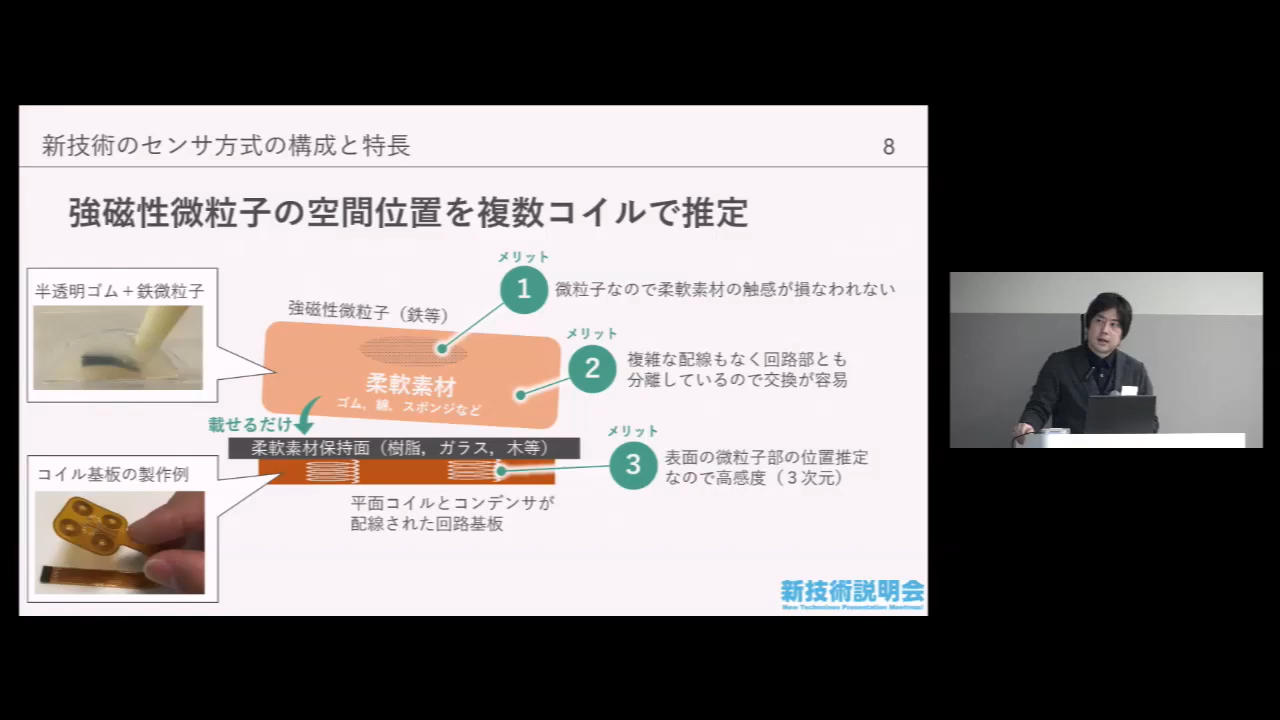 新技術のセンサ方式の構成と特長
8
強磁性微粒子の空間位置を複数コイルで推定
半透明ゴム＋鉄微粒子
強磁性微粒子（鉄等）
メリット
1
微粒子なので柔軟素材の触感が損なわれない
メリット
2
複雑な配線もなく回路部とも
分離しているので交換が容易
柔軟素材
ゴム，綿，スポンジなど
載せるだけ
柔軟素材保持面（樹脂，ガラス，木等）
メリット
3
表面の微粒子部の位置推定
なので高感度（３次元）
コイル基板の製作例
平面コイルとコンデンサが
配線された回路基板
新技術説明会
New Technology Presentation Meetings!